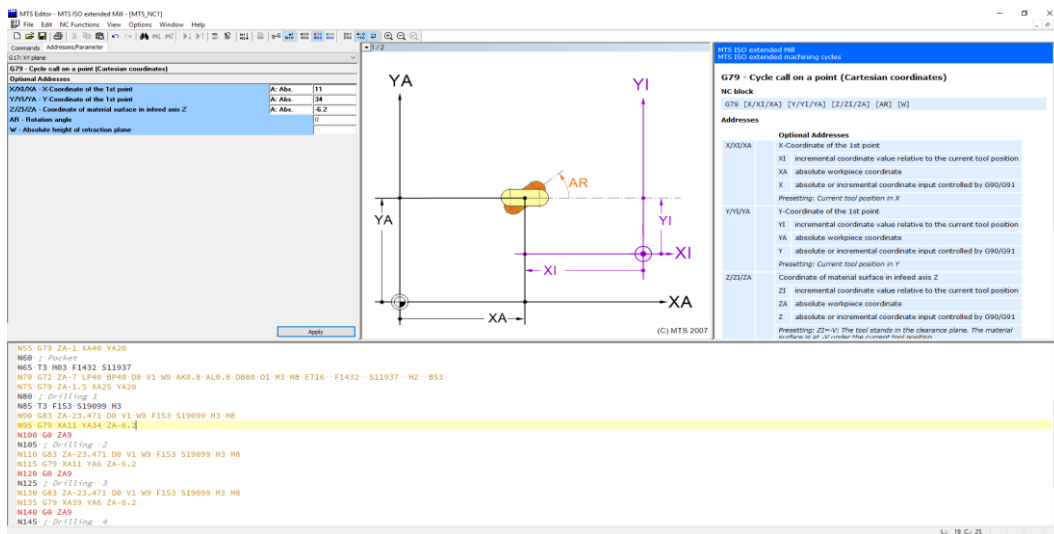 MTS Editor - MTS ISO extended Mill - [MTS_NC1]
File Edit NC Functions View Options Window Help
Commands Addresses/Parameter
G17: XY plane
G79 - Cycle call on a point (Cartesian coordinates)
Optional Addresses
X/XI/XA - X-Coordinate of the 1st point A: Abs. 11
Y/YI/YA - Y-Coordinate of the 1st point A: Abs. 34
Z/ZI/ZA - Coordinate of material surface in infeed axis Z A: Abs. -6.2
AR - Rotation angle 0
W - Absolute height of retraction plane
Apply
1 / 2
YA
YI
AR
YA
YI
XI
XI
XA
XA
(C) MTS 2007
MTS ISO extended Mill
MTS ISO extended machining cycles
G79 - Cycle call on a point (Cartesian coordinates)
NC block
G79 [X/XI/XA] [Y/YI/YA] [Z/ZI/ZA] [AR] [W]
Addresses
Optional Addresses
X/XI/XA X-Coordinate of the 1st point
XI incremental coordinate value relative to the current tool position
XA absolute workpiece coordinate
X absolute or incremental coordinate input controlled by G90/G91
Presetting: Current tool position in X
Y/YI/YA Y-Coordinate of the 1st point
YI incremental coordinate value relative to the current tool position
YA absolute workpiece coordinate
Y absolute or incremental coordinate input controlled by G90/G91
Presetting: Current tool position in Y
Z/ZI/ZA Coordinate of material surface in infeed axis Z
ZI incremental coordinate value relative to the current tool position
ZA absolute workpiece coordinate
Z absolute or incremental coordinate input controlled by G90/G91
Presetting: ZI=-V: The tool stands in the clearance plane. The material
surface is at -V under the current tool position
N55 G79 ZA-1 XA40 YA20
N60 ; Pocket
N65 T3 M03 F1432 S11937
N70 G72 ZA-7 LP40 BP40 D8 V1 W9 AK0.8 AL0.8 DB80 O1 M3 M8 E716 F1432 S11937 H2 BS3
N75 G79 ZA-1.5 XA25 YA20
N80 ; Drilling 1
N85 T3 F153 S19099 M3
N90 G83 ZA-23.471 D0 V1 W9 F153 S19099 M3 M8
N95 G79 XA11 YA34 ZA-6.2
N100 G0 ZA9
N105 ; Drilling 2
N110 G83 ZA-23.471 D0 V1 W9 F153 S19099 M3 M8
N115 G79 XA11 YA6 ZA-6.2
N120 G0 ZA9
N125 ; Drilling 3
N130 G83 ZA-23.471 D0 V1 W9 F153 S19099 M3 M8
N135 G79 XA39 YA6 ZA-6.2
N140 G0 ZA9
N145 ; Drilling 4
L: 19, C: 25